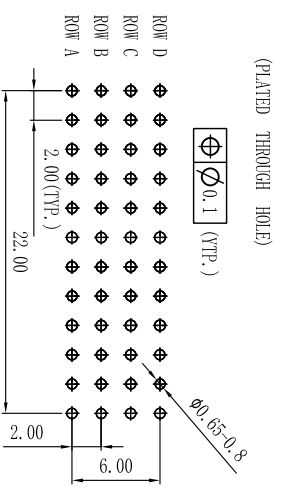 (PLATED THROUGH HOLE)
⌖ Ø0.1 (YTP.)
ROW D
ROW C
ROW B
ROW A
2.00(TYP.)
22.00
2.00
6.00
Ø0.65-0.8